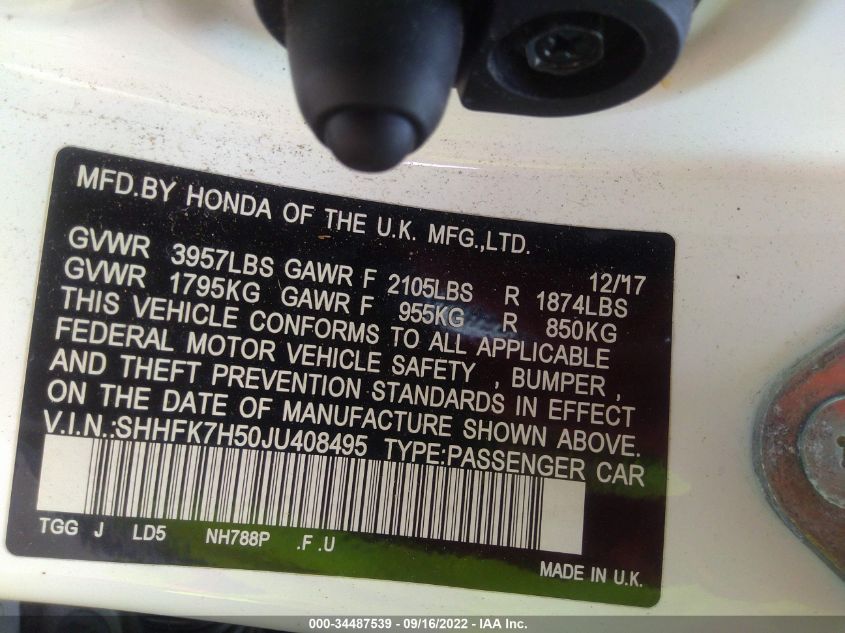 MFD.BY HONDA OF THE U.K. MFG.,LTD.
12/17
GVWR 3957LBS GAWR F 2105LBS R 1874LBS
GVWR 1795KG GAWR F 955KG R 850KG
THIS VEHICLE CONFORMS TO ALL APPLICABLE
FEDERAL MOTOR VEHICLE SAFETY , BUMPER ,
AND THEFT PREVENTION STANDARDS IN EFFECT
ON THE DATE OF MANUFACTURE SHOWN ABOVE.
V.I.N.:SHHFK7H50JU408495 TYPE:PASSENGER CAR
TGG J LD5 NH788P .F .U
MADE IN U.K.
000-34487539 - 09/16/2022 - IAA Inc.